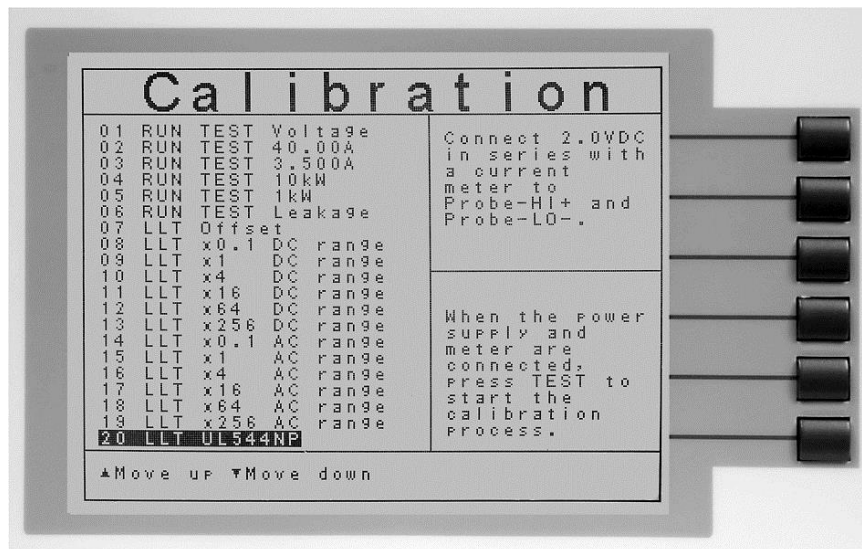 Calibration
01 RUN TEST Voltage
02 RUN TEST 40.00A
03 RUN TEST 3.500A
04 RUN TEST 10kW
05 RUN TEST 1kW
06 RUN TEST Leakage
07 LLT Offset
08 LLT x0.1 DC range
09 LLT x1 DC range
10 LLT x4 DC range
11 LLT x16 DC range
12 LLT x64 DC range
13 LLT x256 DC range
14 LLT x0.1 AC range
15 LLT x1 AC range
16 LLT x4 AC range
17 LLT x16 AC range
18 LLT x64 AC range
19 LLT x256 AC range
20 LLT UL544NP
Connect 2.0VDC
in series with
a current
meter to
Probe-HI+ and
Probe-LO-.
When the power
supply and
meter are
connected,
press TEST to
start the
calibration
process.
▲Move up ▼Move down